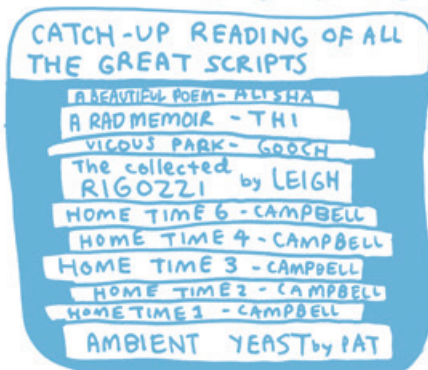 CATCH-UP READING OF ALL
THE GREAT SCRIPTS
A BEAUTIFUL POEM - ALISHA
A RAD MEMOIR - THI
VICOUS PARK - GOOCH
The collected
RIGOZZI by LEIGH
HOME TIME 6 - CAMPBELL
HOME TIME 4 - CAMPBELL
HOME TIME 3 - CAMPBELL
HOME TIME 2 - CAMPBELL
HOME TIME 1 - CAMPBELL
AMBIENT YEAST by PAT